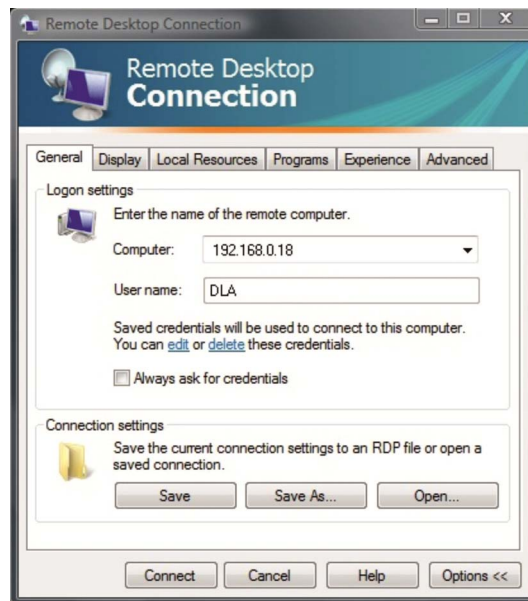 Remote Desktop Connection
Remote Desktop
Connection
General Display Local Resources Programs Experience Advanced
Logon settings
Enter the name of the remote computer.
Computer: 192.168.0.18
User name: DLA
Saved credentials will be used to connect to this computer.
You can edit or delete these credentials.
Always ask for credentials
Connection settings
Save the current connection settings to an RDP file or open a
saved connection.
Save Save As... Open...
Connect Cancel Help Options <<